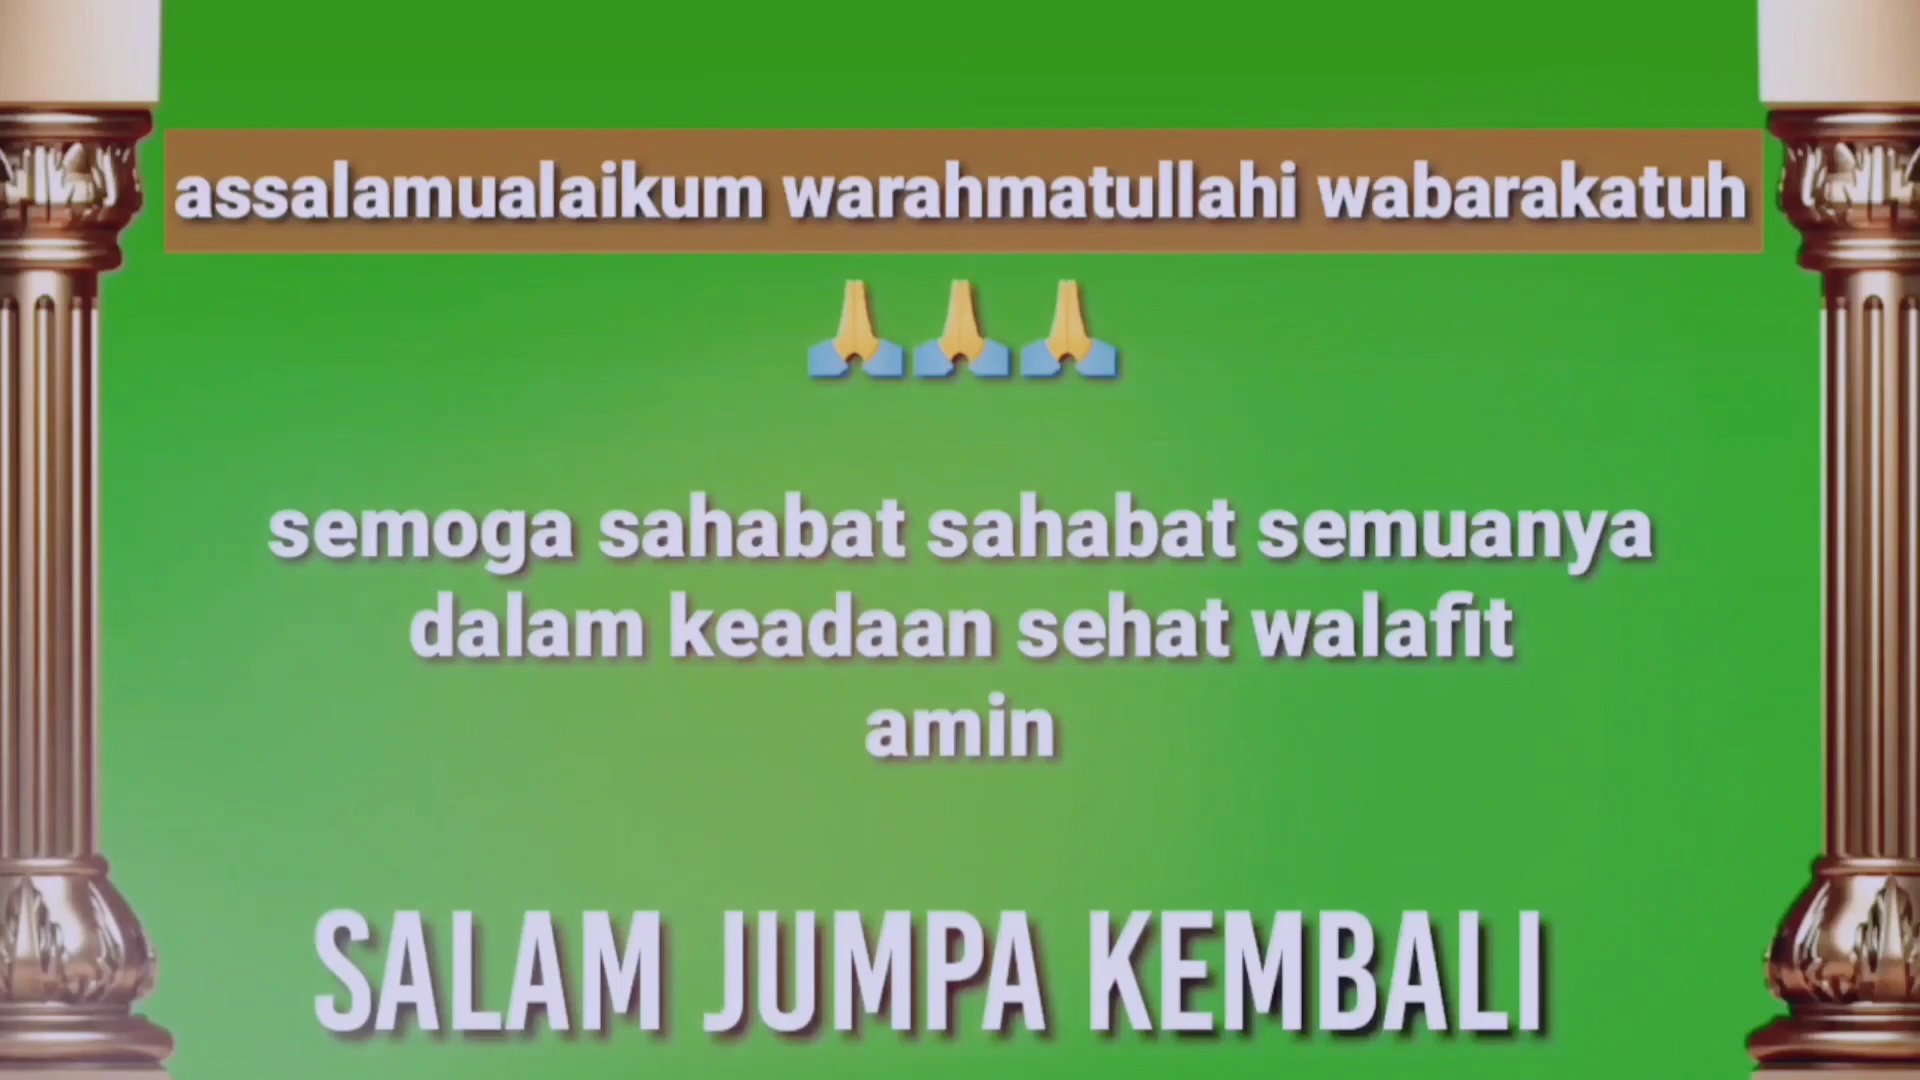 assalamualaikum warahmatullahi wabarakatuh
🙏🙏🙏
semoga sahabat sahabat semuanya
dalam keadaan sehat walafit
amin
SALAM JUMPA KEMBALI